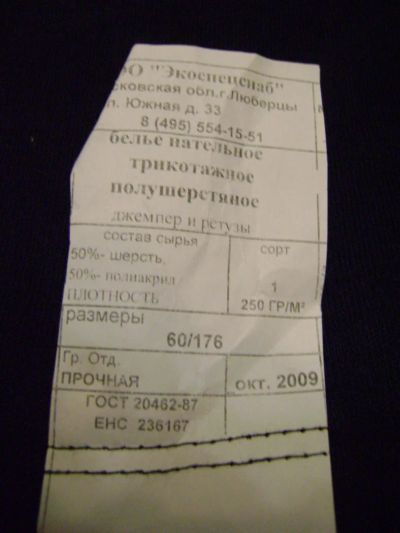 ОО "Экоспецснаб"
сковская обл.г.Люберцы
л. Южная д. 33
8 (495) 554-15-51
белье нательное
трикотажное
полушерстяное
джемпер и ретузы
состав сырья
сорт
50%- шерсть,
50%- полиакрил
1
ПЛОТНОСТЬ
250 ГР/М²
размеры
60/176
Гр. Отд.
ПРОЧНАЯ
окт. 2009
ГОСТ 20462-87
ЕНС 236167